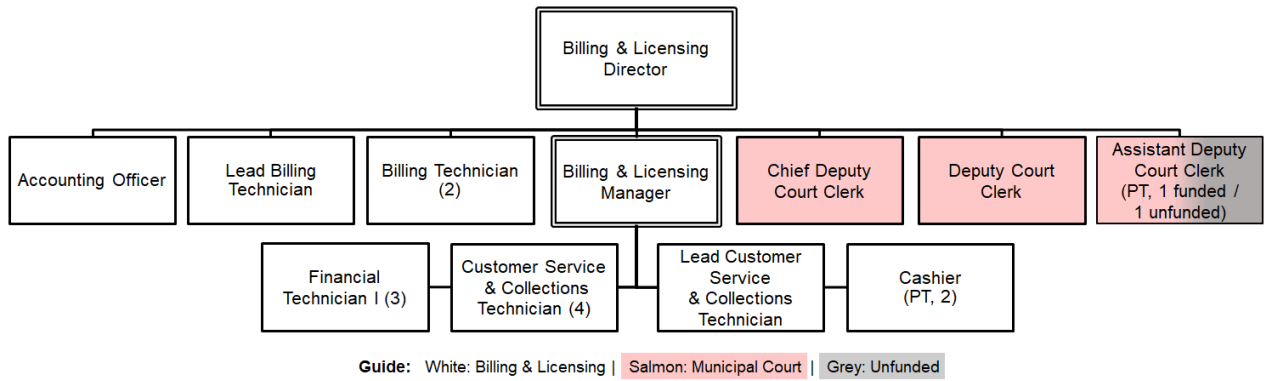 Billing & Licensing
Director
Accounting Officer
Lead Billing
Technician
Billing Technician
(2)
Billing & Licensing
Manager
Chief Deputy
Court Clerk
Deputy Court
Clerk
Assistant Deputy
Court Clerk
(PT, 1 funded /
1 unfunded)
Financial
Technician I (3)
Customer Service
& Collections
Technician (4)
Lead Customer
Service
& Collections
Technician
Cashier
(PT, 2)
Guide: White: Billing & Licensing | Salmon: Municipal Court | Grey: Unfunded